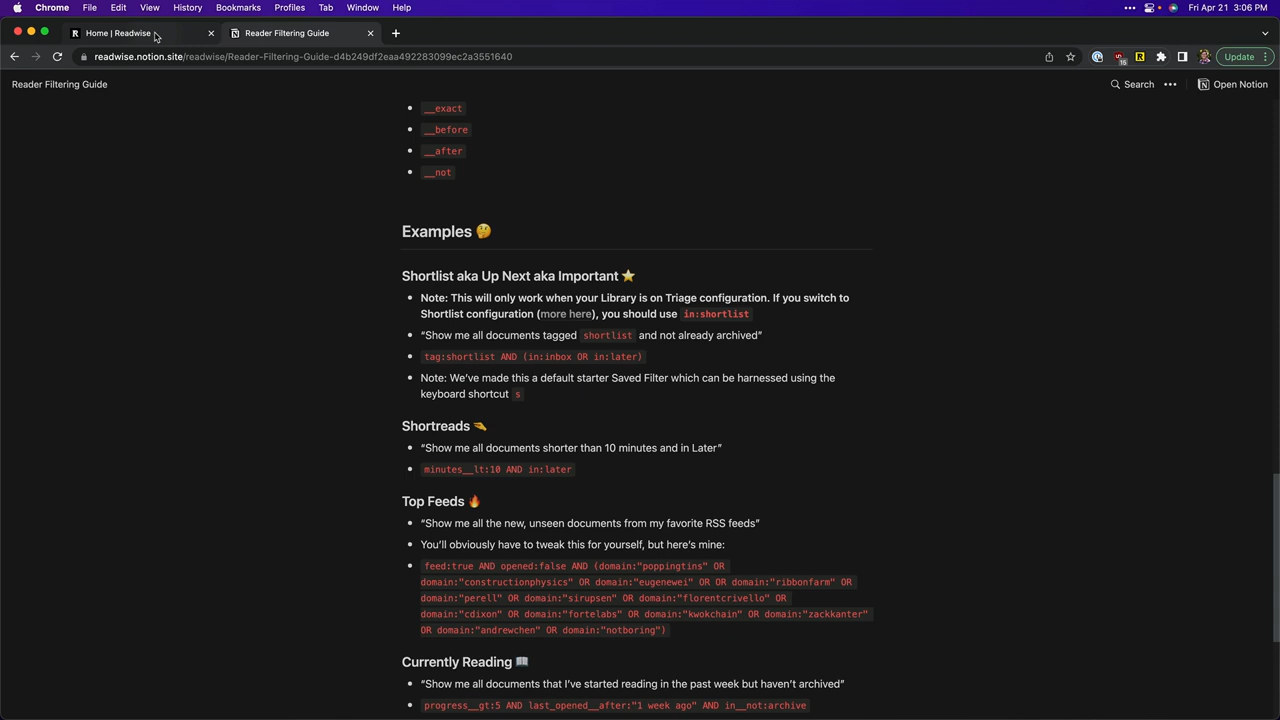 Chrome File Edit View History Bookmarks Profiles Tab Window Help Fri Apr 21 3:06 PM
Home | Readwise Reader Filtering Guide
readwise.notion.site/readwise/Reader-Filtering-Guide-d4b249df2eaa492283099ec2a3551640 Update
Reader Filtering Guide Search Open Notion
__exact
__before
__after
__not
Examples 🤔
Shortlist aka Up Next aka Important ⭐
Note: This will only work when your Library is on Triage configuration. If you switch to
Shortlist configuration (more here), you should use in:shortlist
“Show me all documents tagged shortlist and not already archived”
tag:shortlist AND (in:inbox OR in:later)
Note: We’ve made this a default starter Saved Filter which can be harnessed using the
keyboard shortcut s
Shortreads 🤏
“Show me all documents shorter than 10 minutes and in Later”
minutes__lt:10 AND in:later
Top Feeds 🔥
“Show me all the new, unseen documents from my favorite RSS feeds”
You’ll obviously have to tweak this for yourself, but here’s mine:
feed:true AND opened:false AND (domain:"poppingtins" OR
domain:"constructionphysics" OR domain:"eugenewei" OR OR domain:"ribbonfarm" OR
domain:"perell" OR domain:"sirupsen" OR domain:"florentcrivello" OR
domain:"cdixon" OR domain:"fortelabs" OR domain:"kwokchain" OR domain:"zackkanter"
OR domain:"andrewchen" OR domain:"notboring")
Currently Reading 📖
“Show me all documents that I’ve started reading in the past week but haven’t archived”
progress__gt:5 AND last_opened__after:"1 week ago" AND in__not:archive